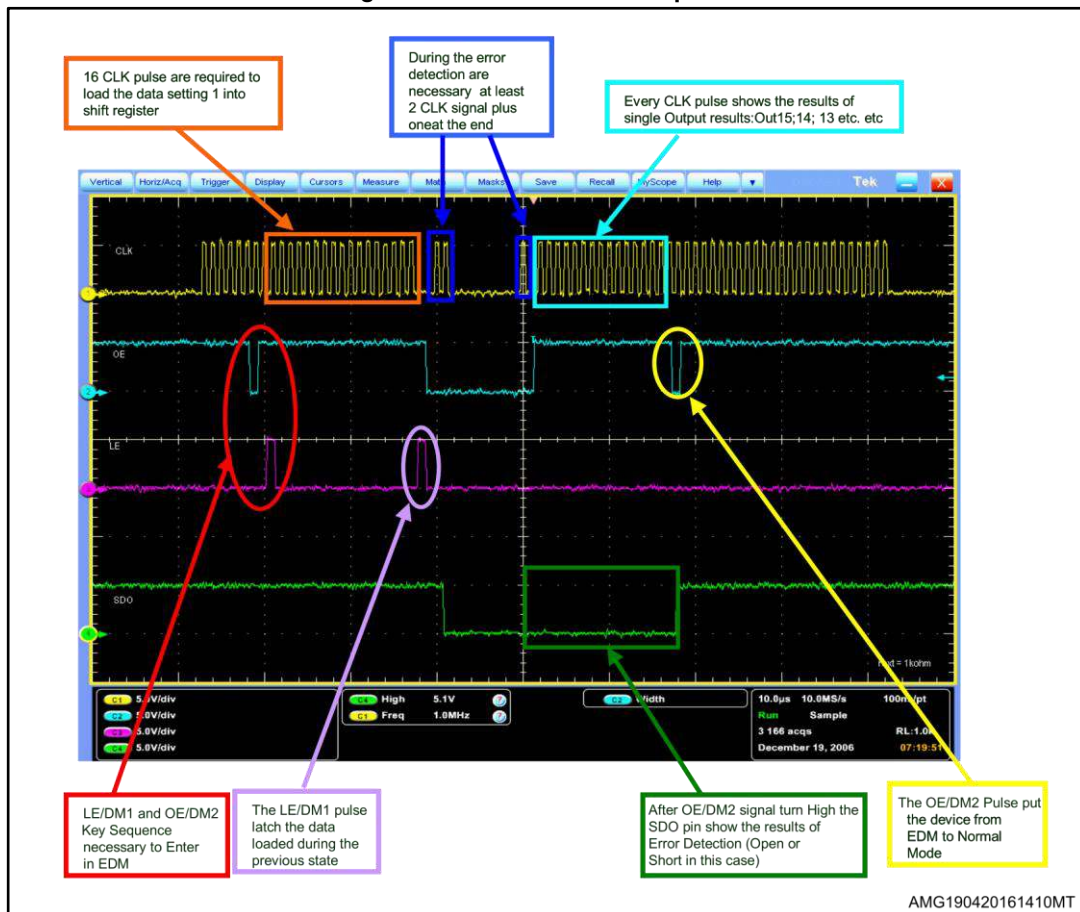 16 CLK pulse are required to
load the data setting 1 into
shift register
During the error
detection are
necessary at least
2 CLK signal plus
oneat the end
Every CLK pulse shows the results of
single Output results:Out15;14; 13 etc. etc
Vertical Horiz/Acq Trigger Display Cursors Measure Math Masks Save Recall MyScope Help Tek
CLK
OE
LE
SDO
= 1kohm
C1 5.0V/div
C2 5.0V/div
C3 5.0V/div
C4 5.0V/div
C4 High 5.1V
C1 Freq 1.0MHz
C2 Width
10.0µs 10.0MS/s
Run Sample
3 166 acqs
December 19, 2006 07:19:51
LE/DM1 and OE/DM2
Key Sequence
necessary to Enter
in EDM
The LE/DM1 pulse
latch the data
loaded during the
previous state
After OE/DM2 signal turn High the
SDO pin show the results of
Error Detection (Open or
Short in this case)
The OE/DM2 Pulse put
the device from
EDM to Normal
Mode
AMG190420161410MT